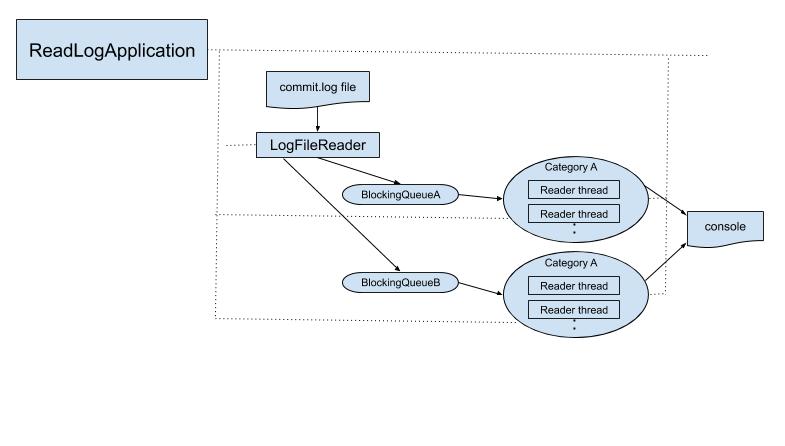 ReadLogApplication
commit.log file
LogFileReader
BlockingQueueA
Category A
Reader thread
Reader thread
console
BlockingQueueB
Category A
Reader thread
Reader thread